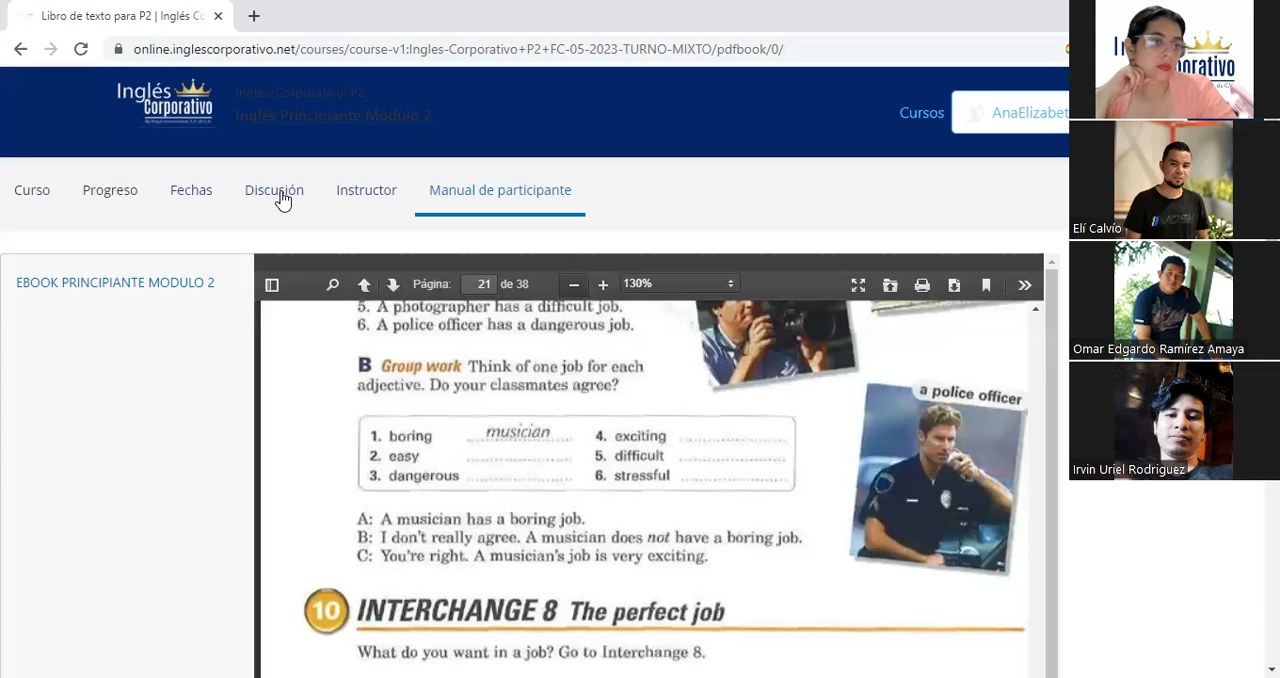 Libro de texto para P2 | Inglés Co
online.inglescorporativo.net/courses/course-v1:Ingles-Corporativo+P2+FC-05-2023-TURNO-MIXTO/pdfbook/0/
Inglés
Corporativo
Ingles-Corporativo: P2
Inglés Principiante Módulo 2
Cursos
AnaElizabet
Curso
Progreso
Fechas
Discusión
Instructor
Manual de participante
EBOOK PRINCIPIANTE MODULO 2
Página: 21 de 38
130%
5. A photographer has a difficult job.
6. A police officer has a dangerous job.
B Group work Think of one job for each
adjective. Do your classmates agree?
1. boring musician 4. exciting
2. easy 5. difficult
3. dangerous 6. stressful
a police officer
A: A musician has a boring job.
B: I don't really agree. A musician does not have a boring job.
C: You're right. A musician's job is very exciting.
10 INTERCHANGE 8 The perfect job
What do you want in a job? Go to Interchange 8.
Elí Calvío
Omar Edgardo Ramírez Amaya
Irvin Uriel Rodriguez